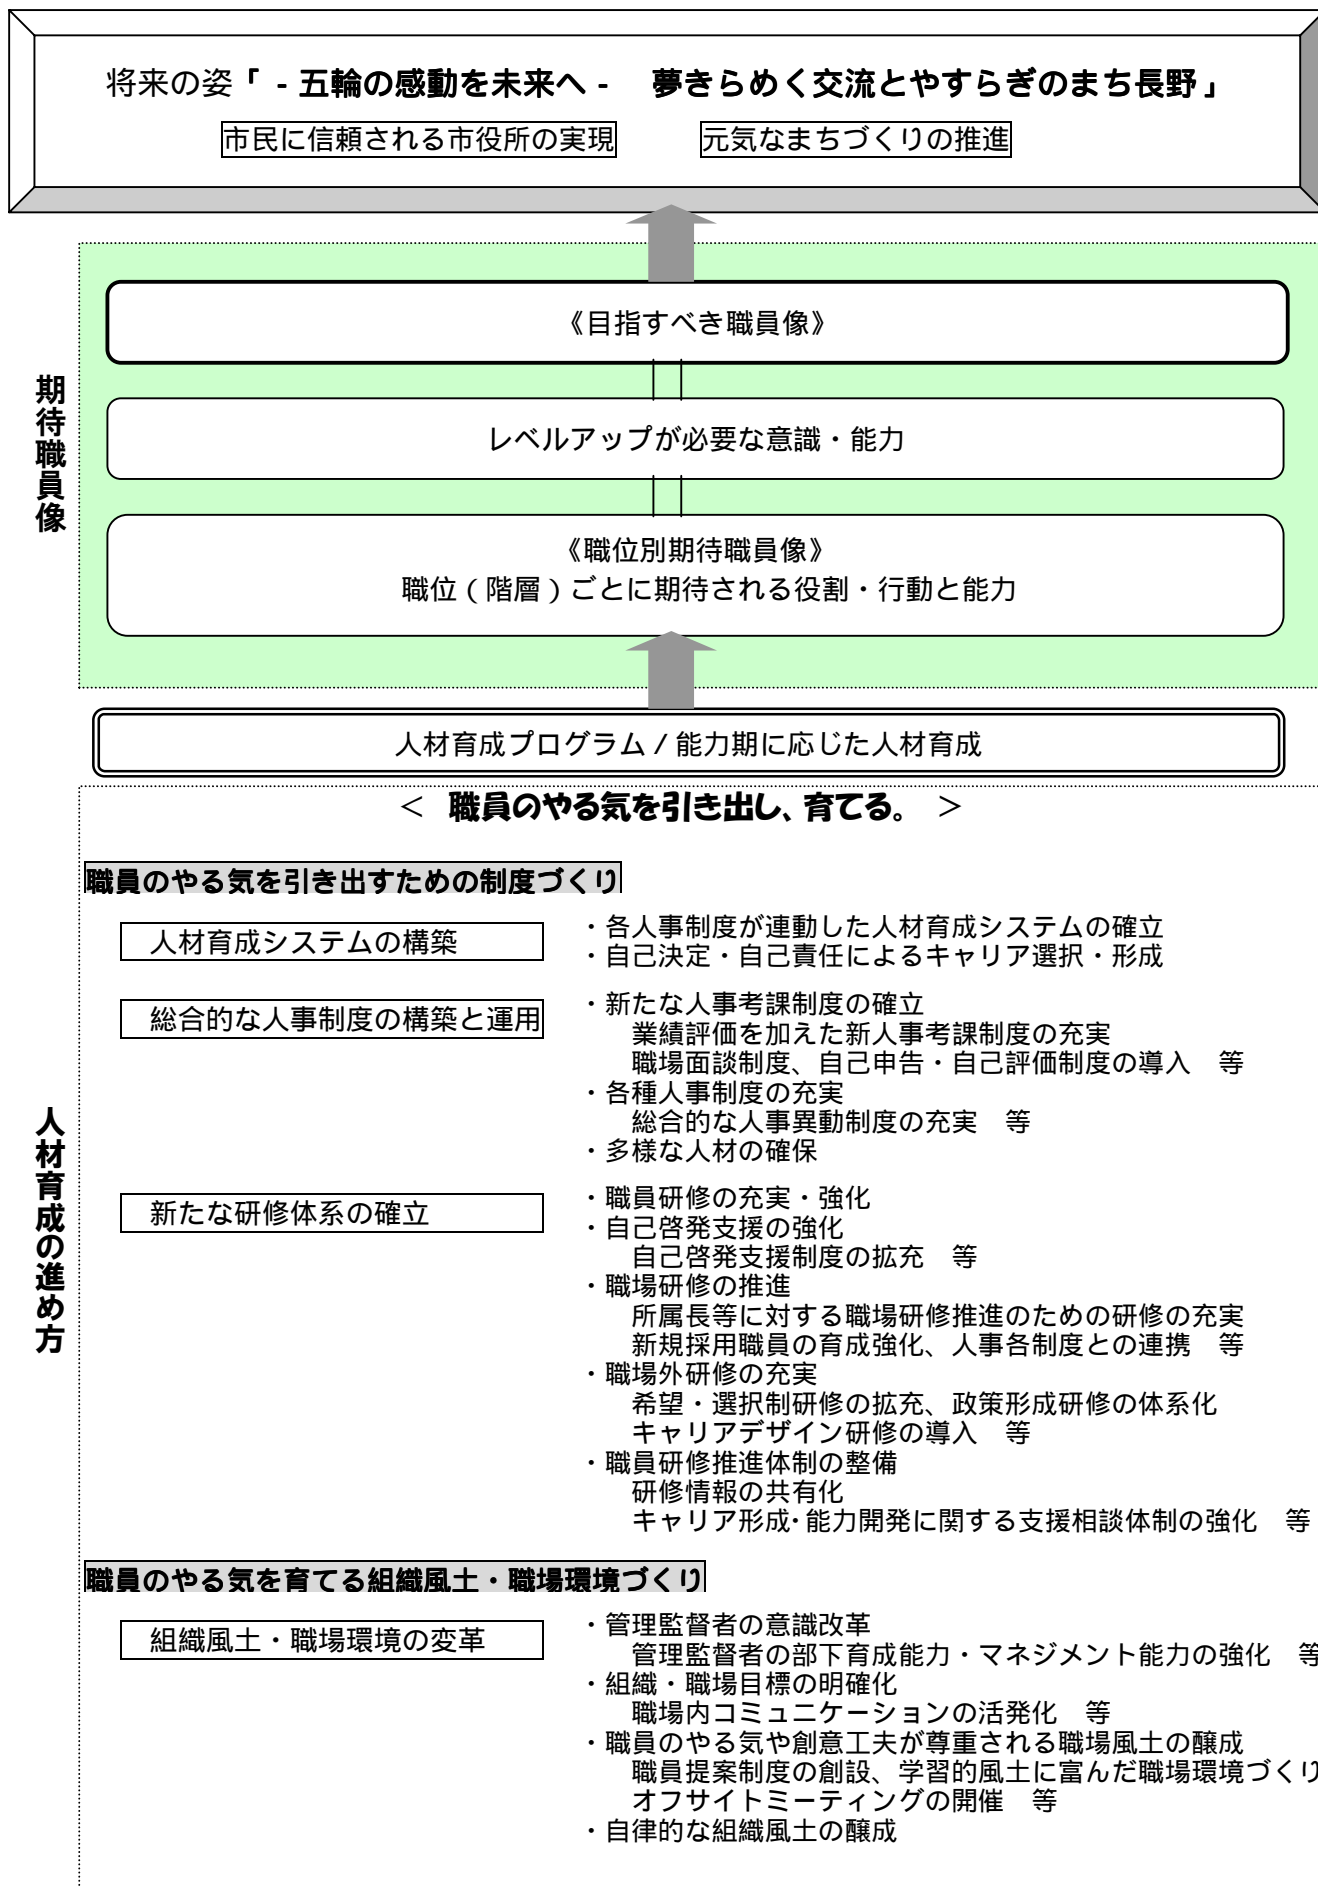 将来の姿「 - 五輪の感動を未来へ -　夢きらめく交流とやすらぎのまち長野」
市民に信頼される市役所の実現　元気なまちづくりの推進
期待職員像
《目指すべき職員像》
レベルアップが必要な意識・能力
《職位別期待職員像》
職位(階層)ごとに期待される役割・行動と能力
人材育成プログラム / 能力期に応じた人材育成
人材育成の進め方
＜ 職員のやる気を引き出し、育てる。 ＞
職員のやる気を引き出すための制度づくり
人材育成システムの構築
・各人事制度が連動した人材育成システムの確立
・自己決定・自己責任によるキャリア選択・形成
総合的な人事制度の構築と運用
・新たな人事考課制度の確立
業績評価を加えた新人事考課制度の充実
職場面談制度、自己申告・自己評価制度の導入　等
・各種人事制度の充実
総合的な人事異動制度の充実　等
・多様な人材の確保
新たな研修体系の確立
・職員研修の充実・強化
・自己啓発支援の強化
自己啓発支援制度の拡充　等
・職場研修の推進
所属長等に対する職場研修推進のための研修の充実
新規採用職員の育成強化、人事各制度との連携　等
・職場外研修の充実
希望・選択制研修の拡充、政策形成研修の体系化
キャリアデザイン研修の導入　等
・職員研修推進体制の整備
研修情報の共有化
キャリア形成・能力開発に関する支援相談体制の強化　等
職員のやる気を育てる組織風土・職場環境づくり
組織風土・職場環境の変革
・管理監督者の意識改革
管理監督者の部下育成能力・マネジメント能力の強化　等
・組織・職場目標の明確化
職場内コミュニケーションの活発化　等
・職員のやる気や創意工夫が尊重される職場風土の醸成
職員提案制度の創設、学習的風土に富んだ職場環境づくり
オフサイトミーティングの開催　等
・自律的な組織風土の醸成